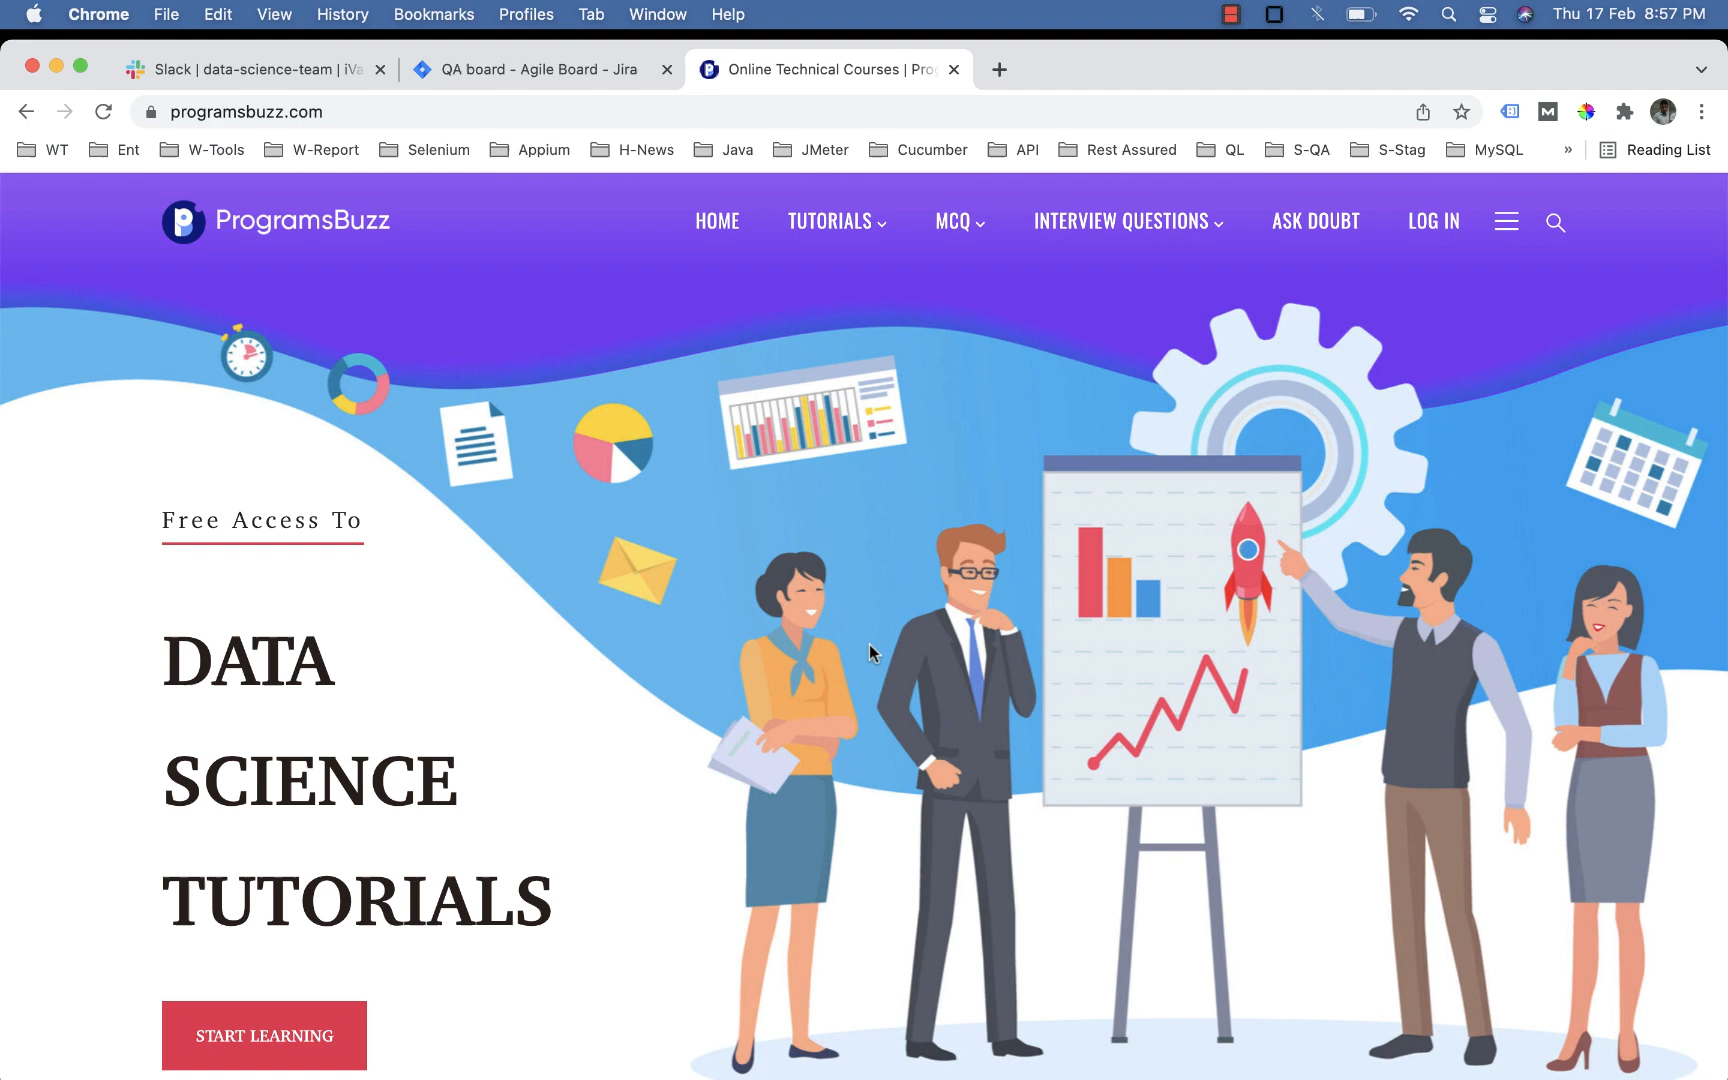 Chrome File Edit View History Bookmarks Profiles Tab Window Help Thu 17 Feb 8:57 PM
Slack | data-science-team | iVa QA board - Agile Board - Jira Online Technical Courses | Prog
programsbuzz.com
WT Ent W-Tools W-Report Selenium Appium H-News Java JMeter Cucumber API Rest Assured QL S-QA S-Stag MySQL » Reading List
ProgramsBuzz HOME TUTORIALS MCQ INTERVIEW QUESTIONS ASK DOUBT LOG IN
Free Access To
DATA
SCIENCE
TUTORIALS
START LEARNING